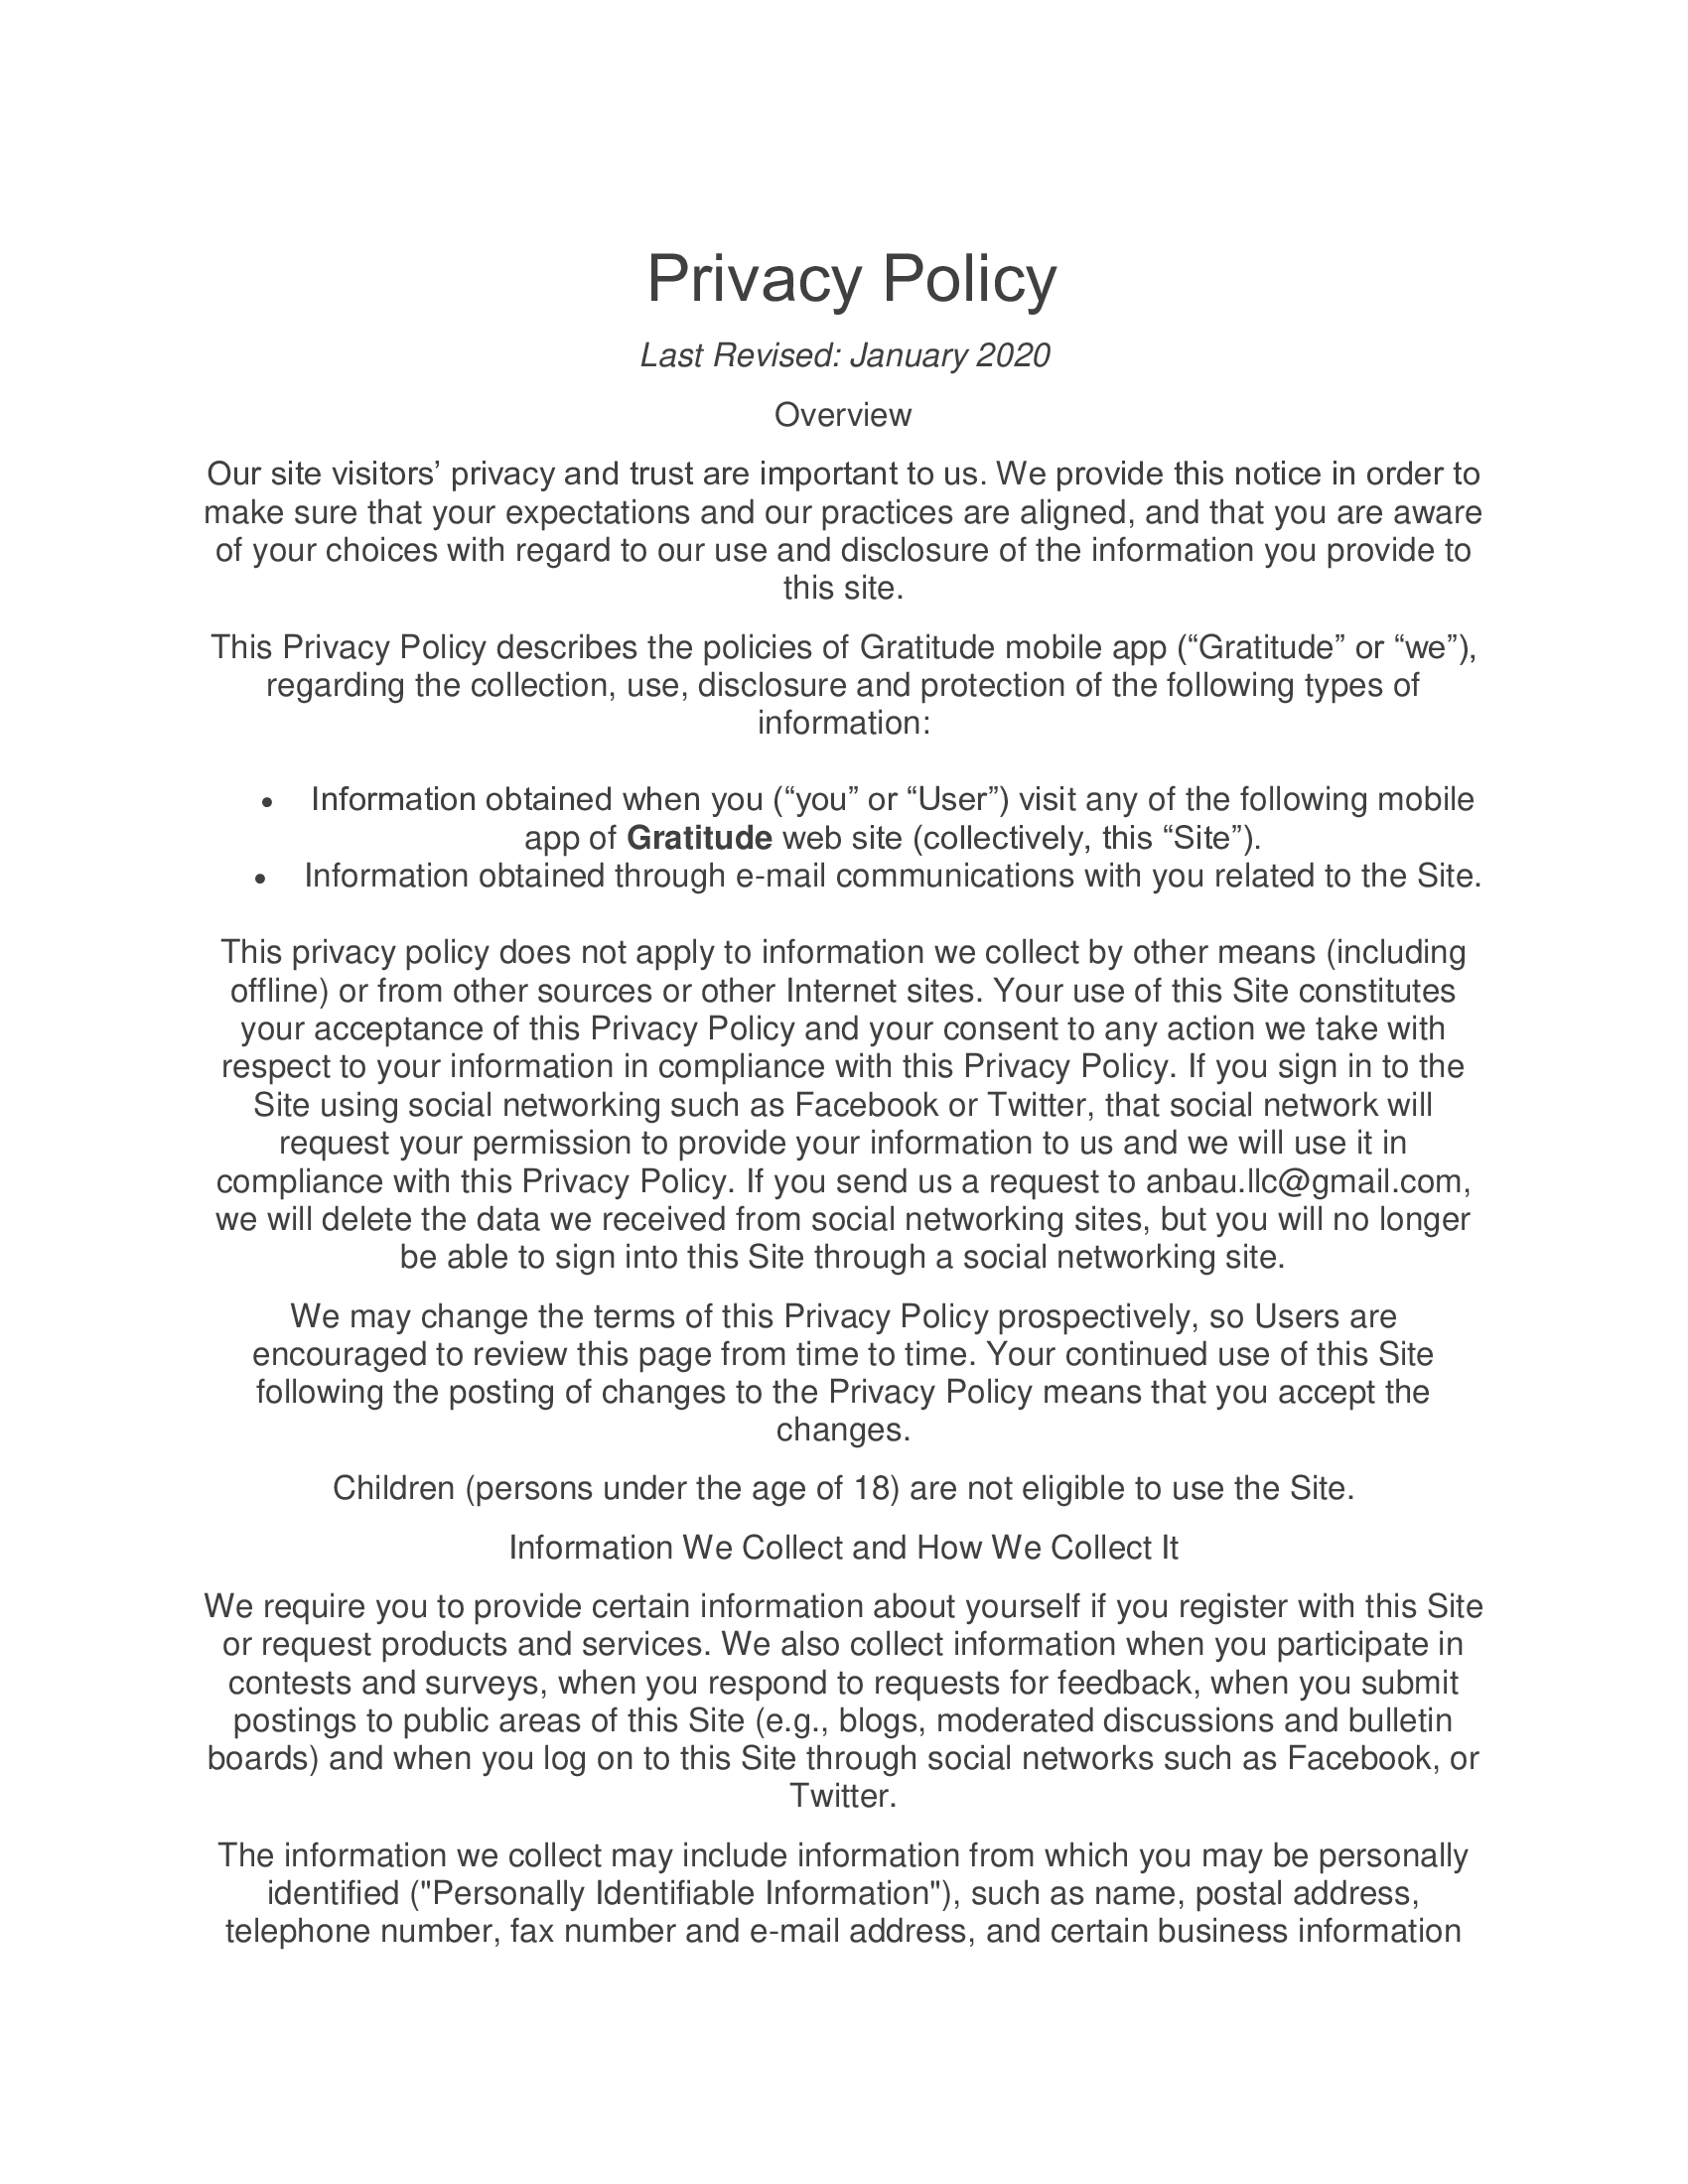 Privacy Policy
Last Revised: January 2020
Overview
Our site visitors’ privacy and trust are important to us. We provide this notice in order to
make sure that your expectations and our practices are aligned, and that you are aware
of your choices with regard to our use and disclosure of the information you provide to
this site.
This Privacy Policy describes the policies of Gratitude mobile app (“Gratitude” or “we”),
regarding the collection, use, disclosure and protection of the following types of
information:
• Information obtained when you (“you” or “User”) visit any of the following mobile
app of Gratitude web site (collectively, this “Site”).
• Information obtained through e-mail communications with you related to the Site.
This privacy policy does not apply to information we collect by other means (including
offline) or from other sources or other Internet sites. Your use of this Site constitutes
your acceptance of this Privacy Policy and your consent to any action we take with
respect to your information in compliance with this Privacy Policy. If you sign in to the
Site using social networking such as Facebook or Twitter, that social network will
request your permission to provide your information to us and we will use it in
compliance with this Privacy Policy. If you send us a request to anbau.llc@gmail.com,
we will delete the data we received from social networking sites, but you will no longer
be able to sign into this Site through a social networking site.
We may change the terms of this Privacy Policy prospectively, so Users are
encouraged to review this page from time to time. Your continued use of this Site
following the posting of changes to the Privacy Policy means that you accept the
changes.
Children (persons under the age of 18) are not eligible to use the Site.
Information We Collect and How We Collect It
We require you to provide certain information about yourself if you register with this Site
or request products and services. We also collect information when you participate in
contests and surveys, when you respond to requests for feedback, when you submit
postings to public areas of this Site (e.g., blogs, moderated discussions and bulletin
boards) and when you log on to this Site through social networks such as Facebook, or
Twitter.
The information we collect may include information from which you may be personally
identified ("Personally Identifiable Information"), such as name, postal address,
telephone number, fax number and e-mail address, and certain business information